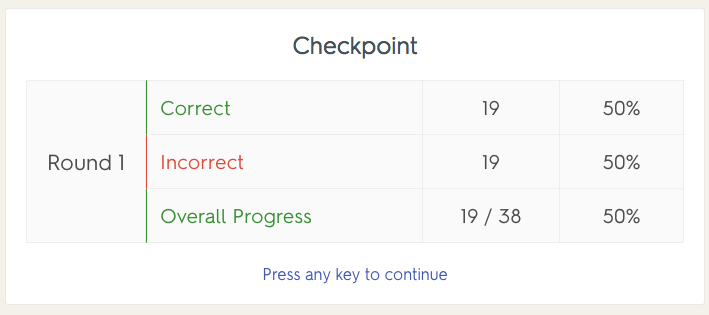 Checkpoint
Correct 19 50%
Round 1 Incorrect 19 50%
Overall Progress 19 / 38 50%
Press any key to continue